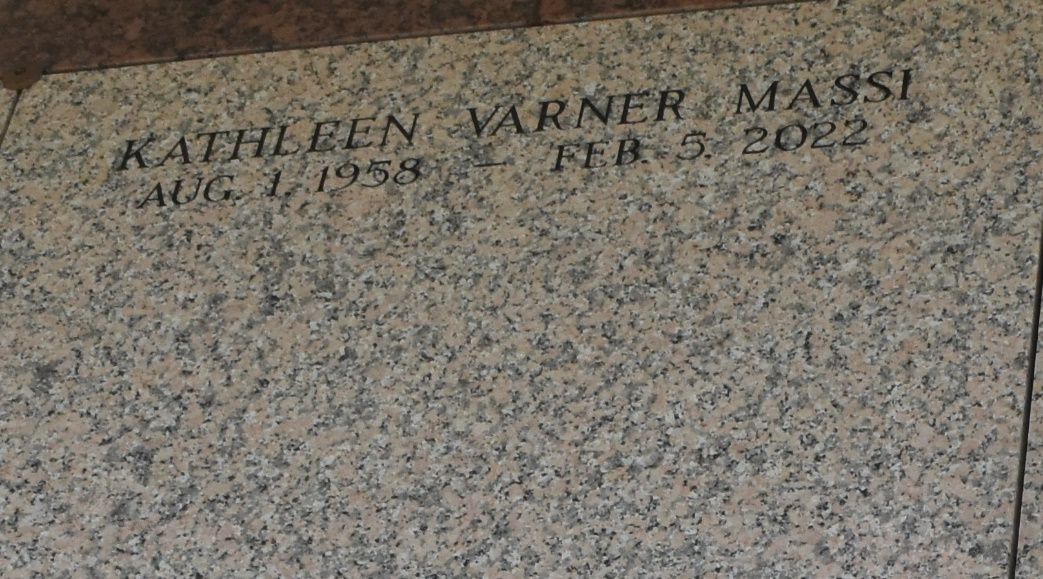 KATHLEEN VARNER MASSI
AUG. 1. 1958 — FEB. 5. 2022